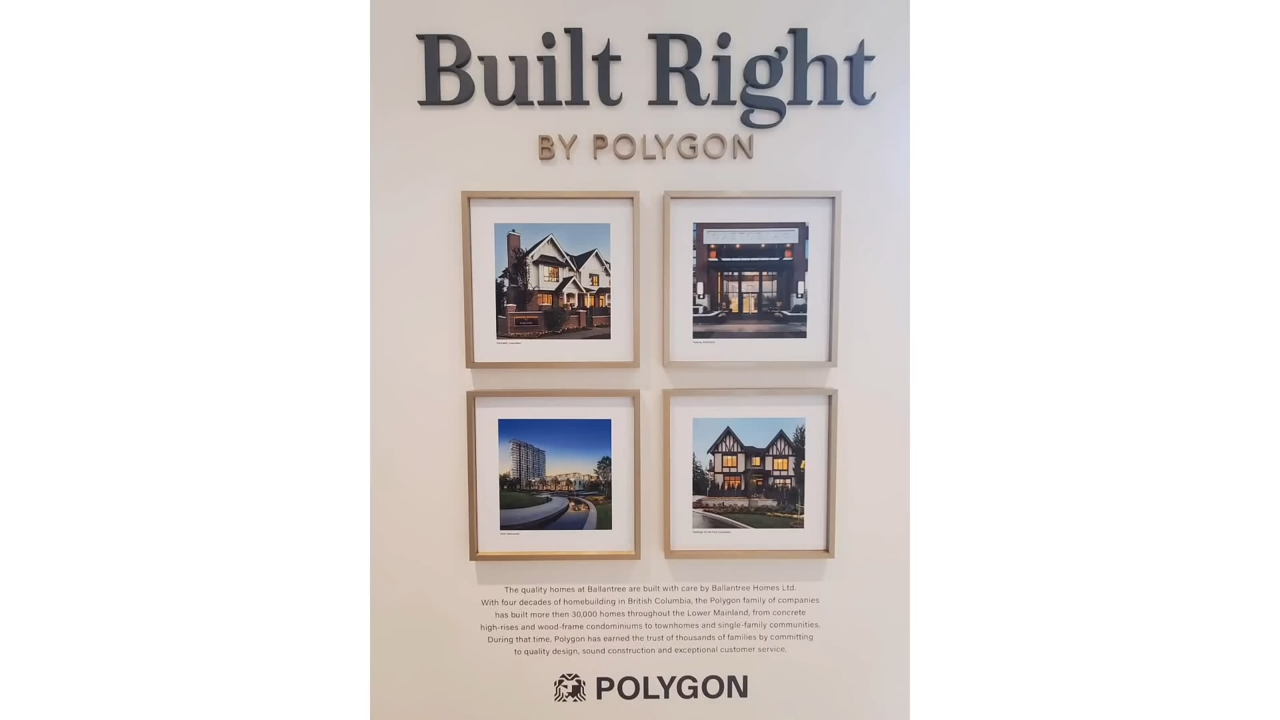 Built Right
BY POLYGON
The quality homes at Ballantree are built with care by Ballantree Homes Ltd.
With four decades of homebuilding in British Columbia, the Polygon family of companies
has built more then 30,000 homes throughout the Lower Mainland, from concrete
high-rises and wood-frame condominiums to townhomes and single-family communities.
During that time, Polygon has earned the trust of thousands of families by committing
to quality design, sound construction and exceptional customer service.
POLYGON